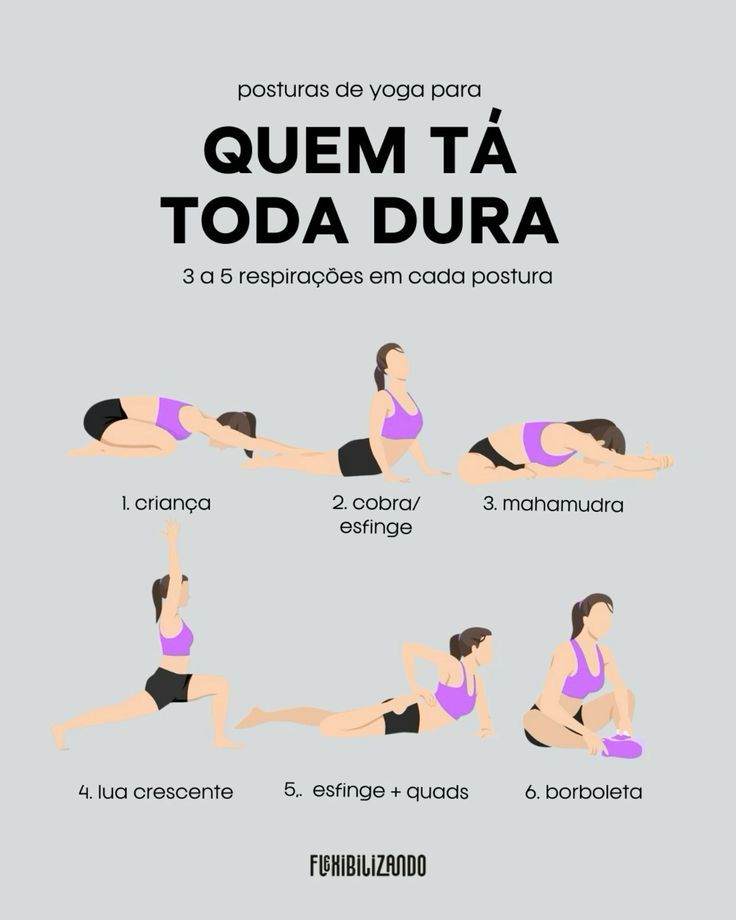 posturas de yoga para
QUEM TÁ
TODA DURA
3 a 5 respirações em cada postura
1. criança
2. cobra/
esfinge
3. mahamudra
4. lua crescente
5,. esfinge + quads
6. borboleta
FLEXIBILIZANDO